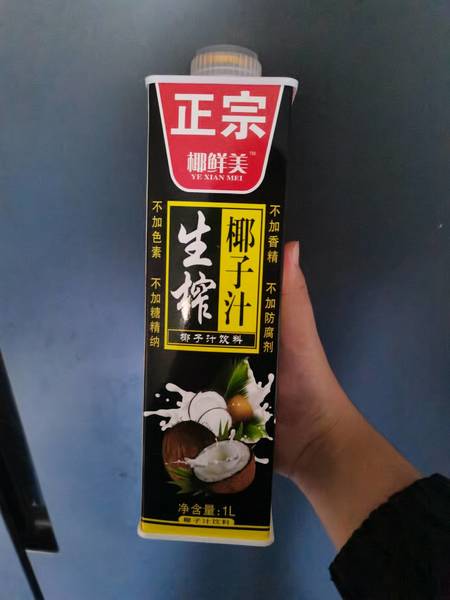 正宗
椰鲜美™
YE XIAN MEI
不加色素 不加糖精纳
生榨
椰子汁
不加香精 不加防腐剂
椰子汁饮料
净含量:1L
椰子汁饮料